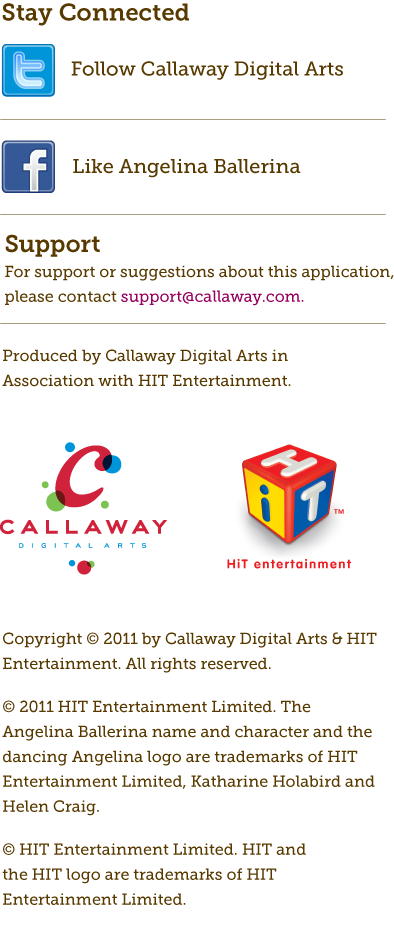 Stay Connected
Follow Callaway Digital Arts
Like Angelina Ballerina
Support
For support or suggestions about this application,
please contact support@callaway.com.
Produced by Callaway Digital Arts in
Association with HIT Entertainment.
C
CALLAWAY
DIGITAL ARTS
HiT TM
HiT entertainment
Copyright © 2011 by Callaway Digital Arts & HIT
Entertainment. All rights reserved.
© 2011 HIT Entertainment Limited. The
Angelina Ballerina name and character and the
dancing Angelina logo are trademarks of HIT
Entertainment Limited, Katharine Holabird and
Helen Craig.
© HIT Entertainment Limited. HIT and
the HIT logo are trademarks of HIT
Entertainment Limited.